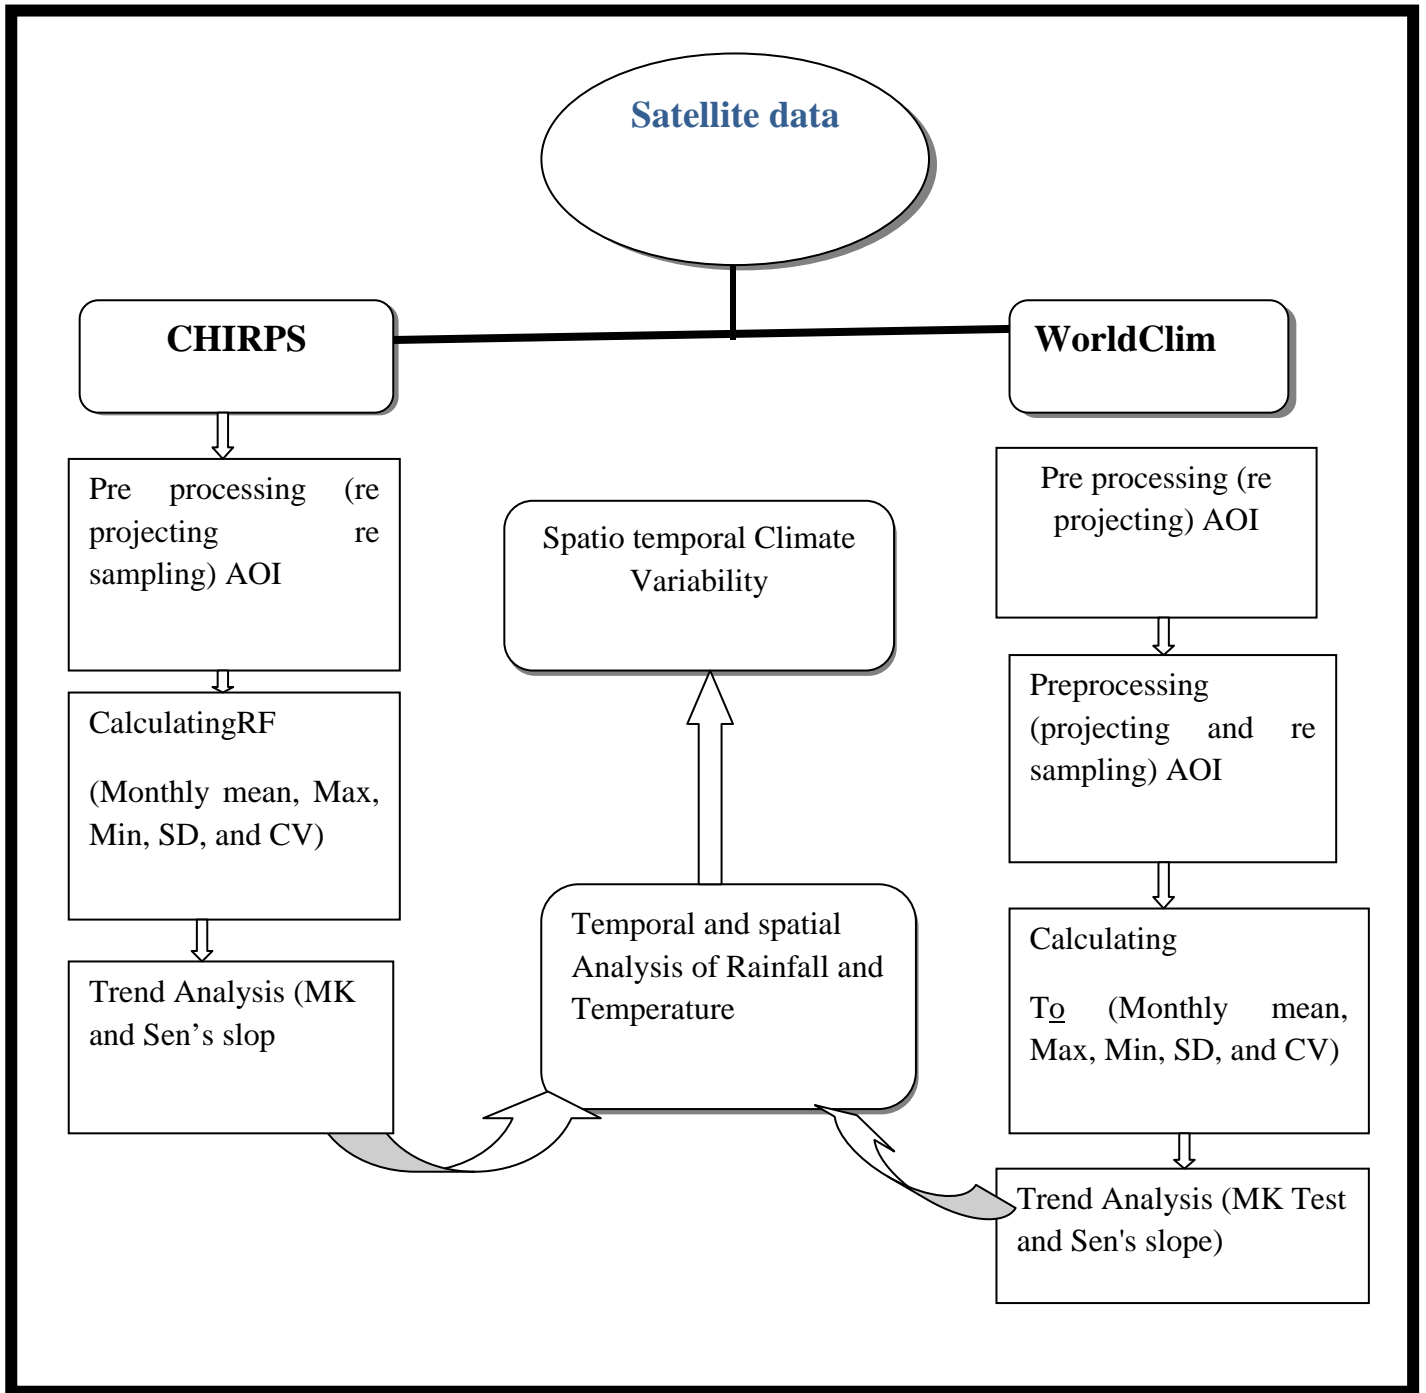 Satellite data
CHIRPS
WorldClim
Pre processing (re
projecting re
sampling) AOI
CalculatingRF
(Monthly mean, Max,
Min, SD, and CV)
Trend Analysis (MK
and Sen’s slop
Spatio temporal Climate
Variability
Temporal and spatial
Analysis of Rainfall and
Temperature
Pre processing (re
projecting) AOI
Preprocessing
(projecting and re
sampling) AOI
Calculating
To (Monthly mean,
Max, Min, SD, and CV)
Trend Analysis (MK Test
and Sen's slope)